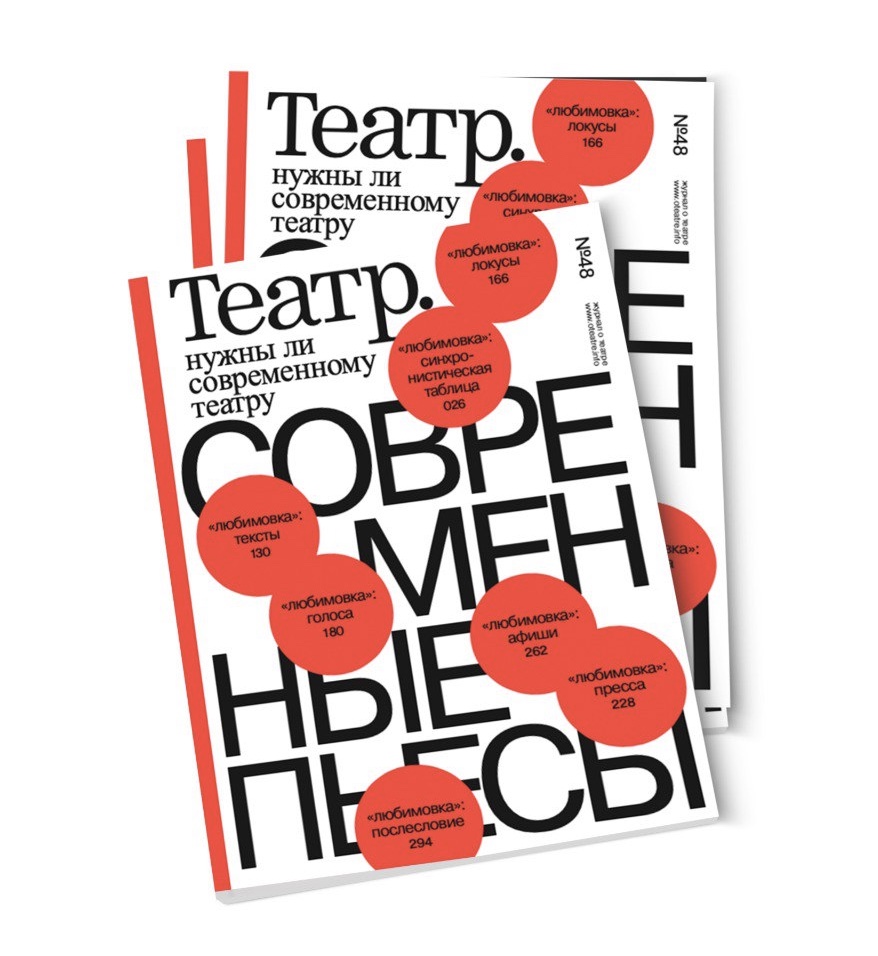 Театр.
нужны ли
современному
театру
«любимовка»:
локусы
166
№48
журнал о театре
www.oteatre.info
«любимовка»:
Театр.
нужны ли
современному
театру
«любимовка»:
локусы
166
№48
журнал о театре
www.oteatre.info
«любимовка»:
синхро-
нистическая
таблица
026
СОВРЕ
МЕН
НЫЕ
ПЬЕСЫ
«любимовка»:
тексты
130
«любимовка»:
голоса
180
«любимовка»:
афиши
262
«любимовка»:
пресса
228
«любимовка»:
послесловие
294